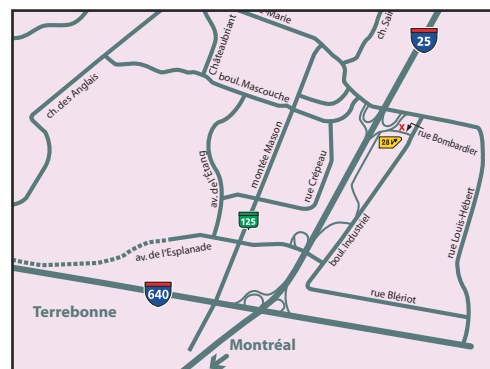 Châteaubriant
-Marie
ch. Sai
25
ch. des Anglais
boul. Mascouche
rue Bombardier
X
28
montée Masson
rue Crépeau
av. de l'Étang
125
rue Louis-Hébert
boul. Industriel
av. de l'Esplanade
rue Blériot
640
Terrebonne
Montréal